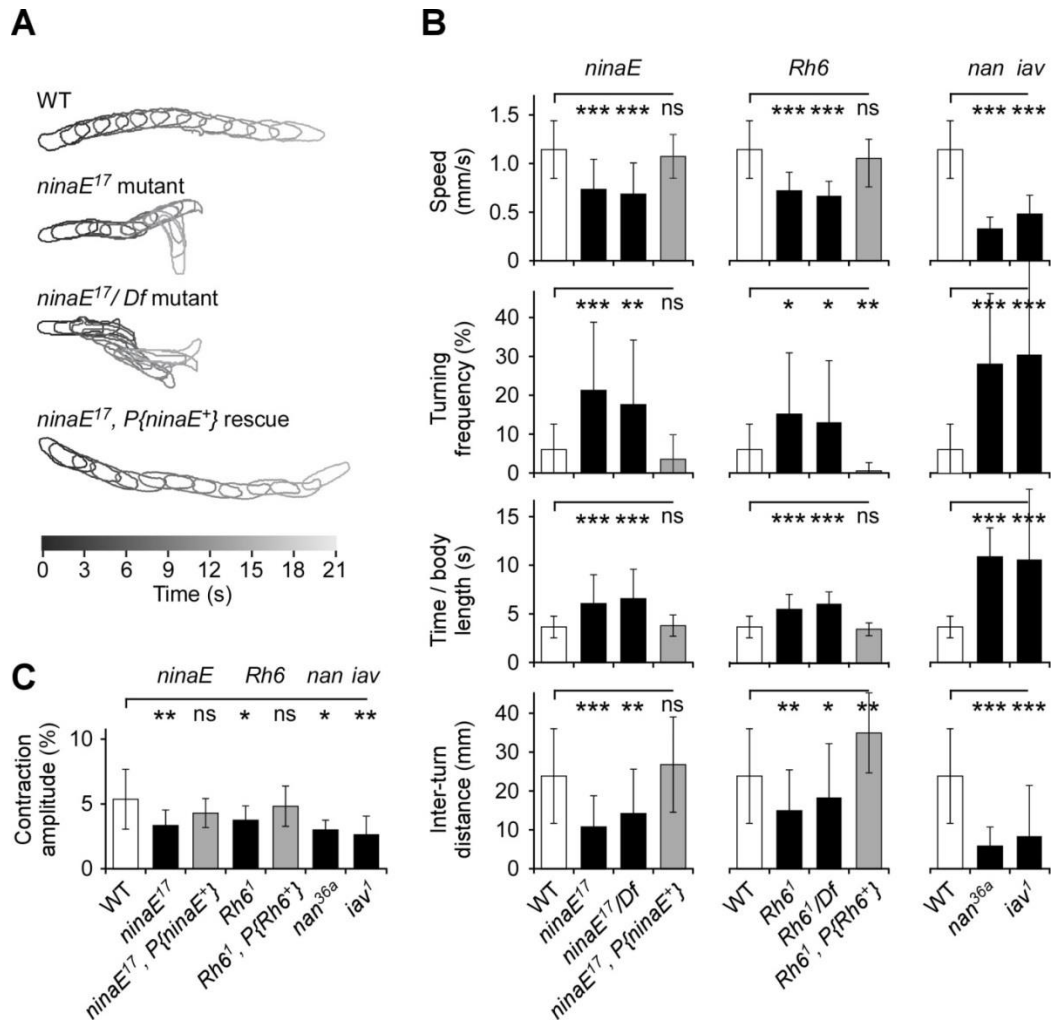 A
WT
ninaE17 mutant
ninaE17/ Df mutant
ninaE17, P{ninaE+} rescue
0 3 6 9 12 15 18 21
Time (s)
B
ninaE Rh6 nan iav
*** *** ns *** *** ns *** ***
Speed
(mm/s)
1.5
1.0
0.5
0
*** ** ns * * ** *** ***
Turning
frequency (%)
40
30
20
10
0
*** *** ns *** *** ns *** ***
Time / body
length (s)
15
10
5
0
*** ** ns ** * ** *** ***
Inter-turn
distance (mm)
40
30
20
10
0
WT ninaE17 ninaE17/Df ninaE17, P{ninaE+}
WT Rh61 Rh61/Df Rh61, P{Rh6+}
WT nan36a iav1
C
ninaE Rh6 nan iav
** ns * ns * **
Contraction
amplitude (%)
10
5
0
WT ninaE17 ninaE17, P{ninaE+} Rh61 Rh61, P{Rh6+} nan36a iav1